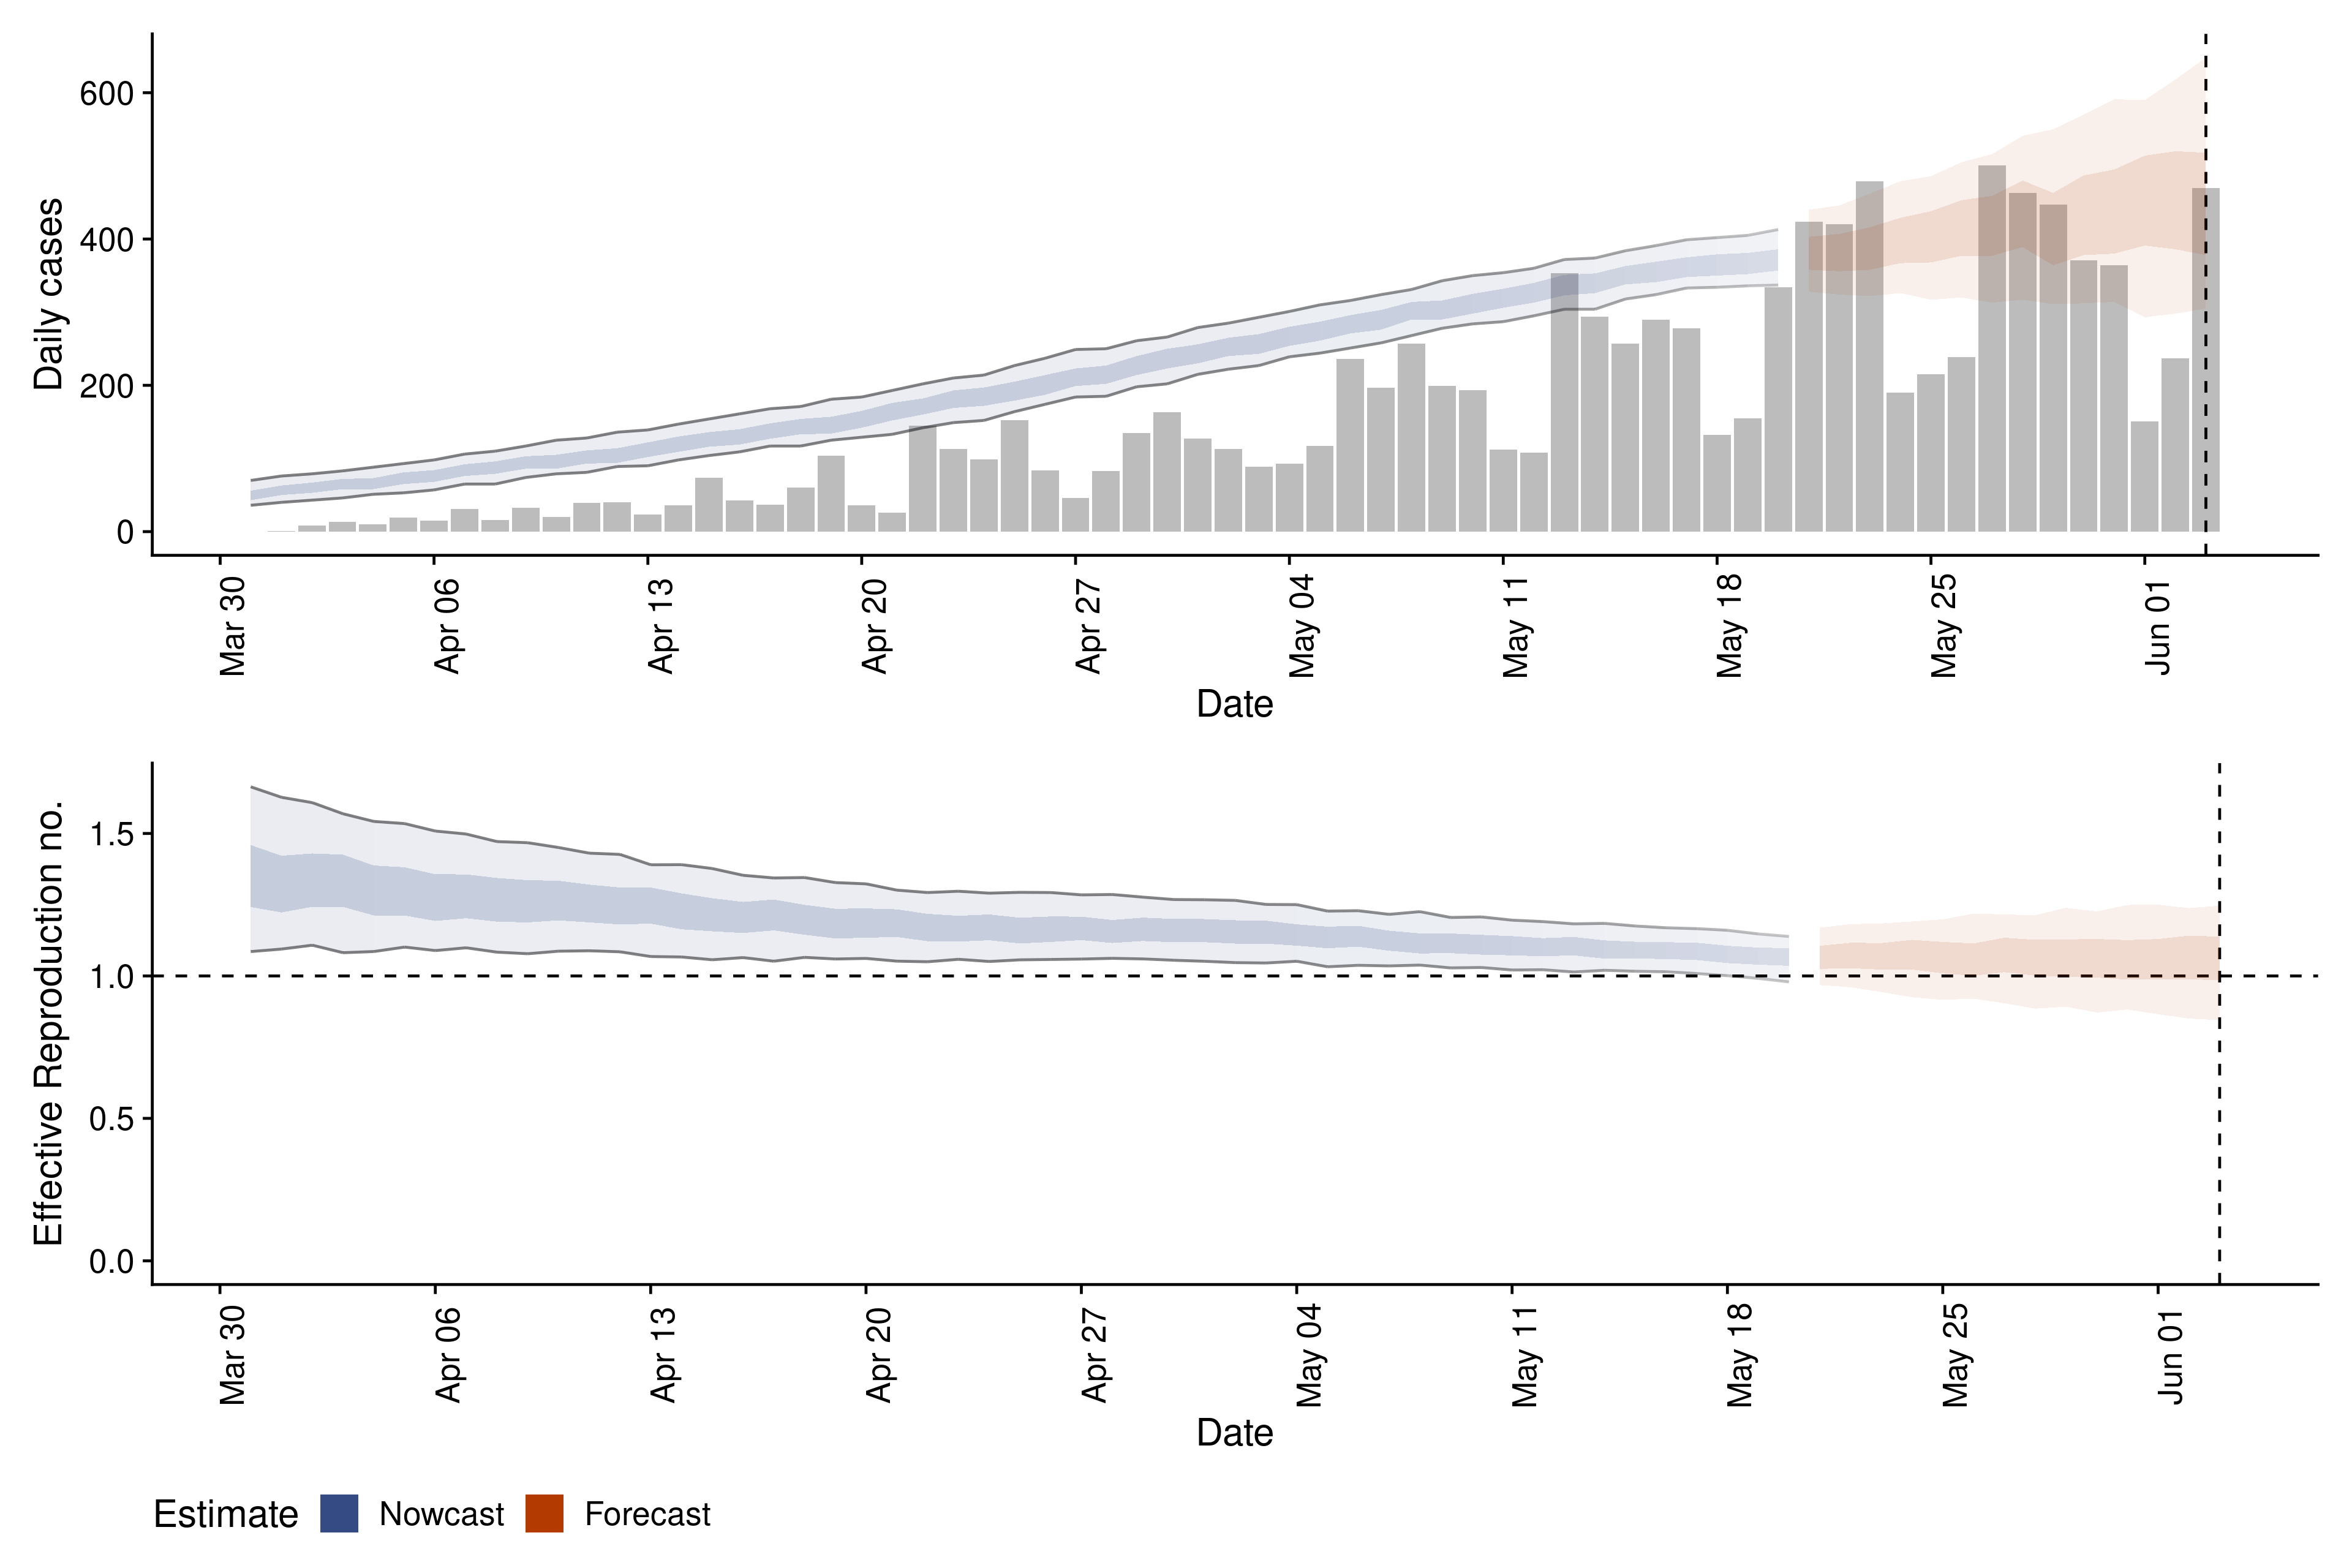 Daily cases
600
400
200
0
Mar 30
Apr 06
Apr 13
Apr 20
Apr 27
May 04
May 11
May 18
May 25
Jun 01
Date
Effective Reproduction no.
1.5
1.0
0.5
0.0
Mar 30
Apr 06
Apr 13
Apr 20
Apr 27
May 04
May 11
May 18
May 25
Jun 01
Date
Estimate Nowcast Forecast